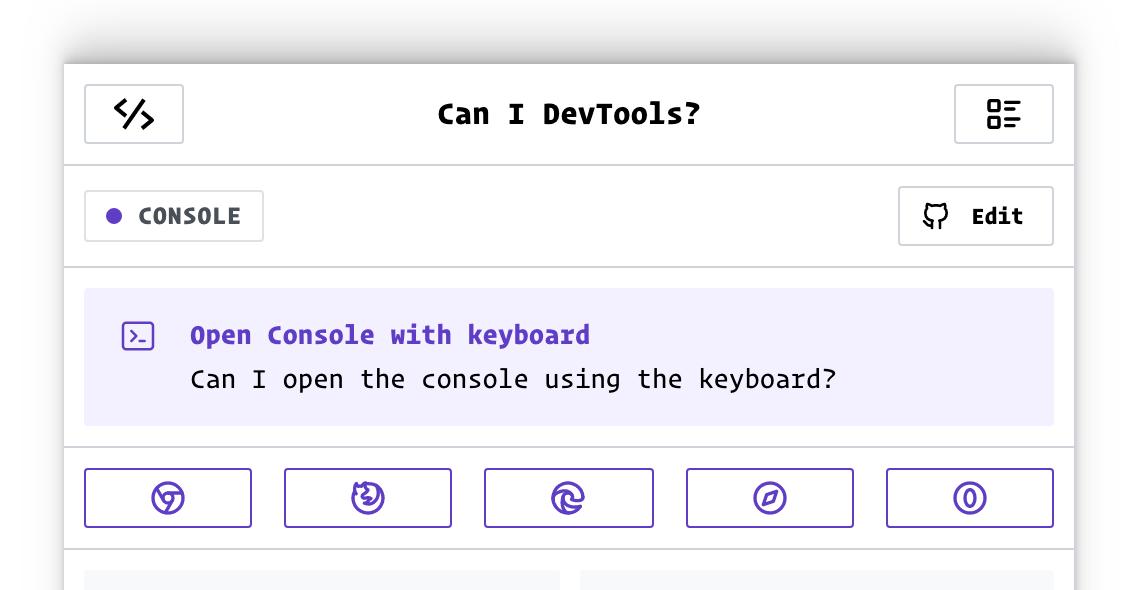 Can I DevTools?
CONSOLE
Edit
Open Console with keyboard
Can I open the console using the keyboard?